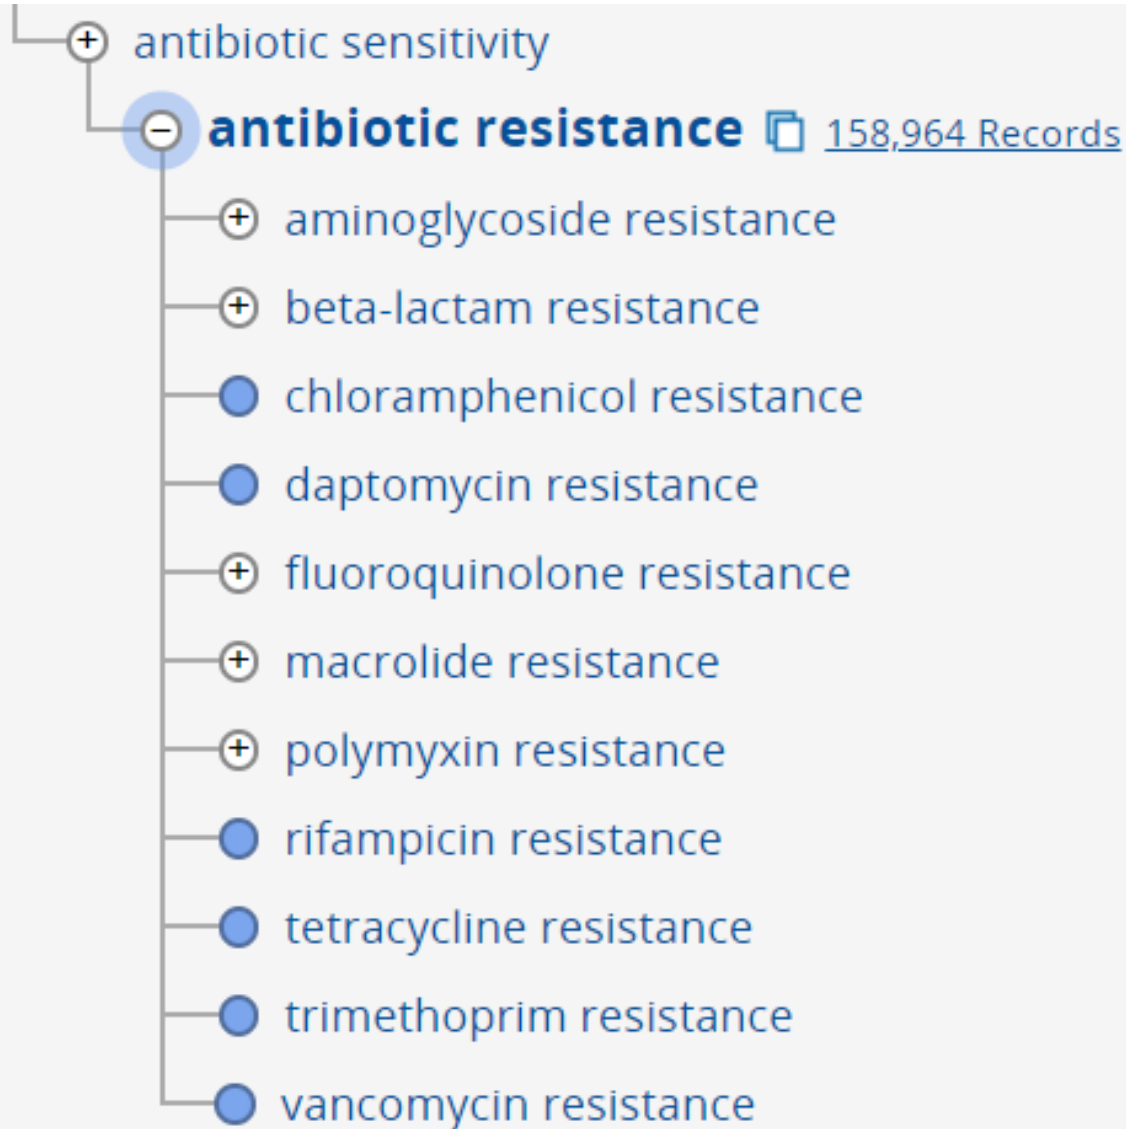 antibiotic sensitivity
antibiotic resistance 158,964 Records
aminoglycoside resistance
beta-lactam resistance
chloramphenicol resistance
daptomycin resistance
fluoroquinolone resistance
macrolide resistance
polymyxin resistance
rifampicin resistance
tetracycline resistance
trimethoprim resistance
vancomycin resistance